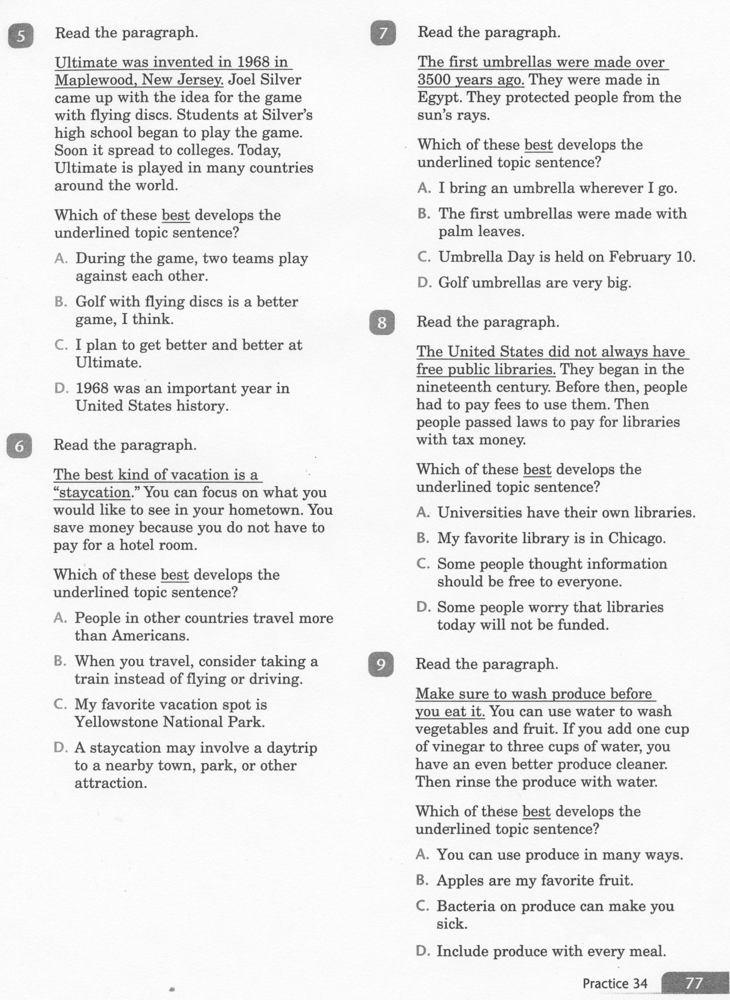 5 Read the paragraph.
Ultimate was invented in 1968 in
Maplewood, New Jersey. Joel Silver
came up with the idea for the game
with flying discs. Students at Silver's
high school began to play the game.
Soon it spread to colleges. Today,
Ultimate is played in many countries
around the world.
Which of these best develops the
underlined topic sentence?
A. During the game, two teams play
against each other.
B. Golf with flying discs is a better
game, I think.
C. I plan to get better and better at
Ultimate.
D. 1968 was an important year in
United States history.
6 Read the paragraph.
The best kind of vacation is a
“staycation.” You can focus on what you
would like to see in your hometown. You
save money because you do not have to
pay for a hotel room.
Which of these best develops the
underlined topic sentence?
A. People in other countries travel more
than Americans.
B. When you travel, consider taking a
train instead of flying or driving.
C. My favorite vacation spot is
Yellowstone National Park.
D. A staycation may involve a daytrip
to a nearby town, park, or other
attraction.
7 Read the paragraph.
The first umbrellas were made over
3500 years ago. They were made in
Egypt. They protected people from the
sun's rays.
Which of these best develops the
underlined topic sentence?
A. I bring an umbrella wherever I go.
B. The first umbrellas were made with
palm leaves.
C. Umbrella Day is held on February 10.
D. Golf umbrellas are very big.
8 Read the paragraph.
The United States did not always have
free public libraries. They began in the
nineteenth century. Before then, people
had to pay fees to use them. Then
people passed laws to pay for libraries
with tax money.
Which of these best develops the
underlined topic sentence?
A. Universities have their own libraries.
B. My favorite library is in Chicago.
C. Some people thought information
should be free to everyone.
D. Some people worry that libraries
today will not be funded.
9 Read the paragraph.
Make sure to wash produce before
you eat it. You can use water to wash
vegetables and fruit. If you add one cup
of vinegar to three cups of water, you
have an even better produce cleaner.
Then rinse the produce with water.
Which of these best develops the
underlined topic sentence?
A. You can use produce in many ways.
B. Apples are my favorite fruit.
C. Bacteria on produce can make you
sick.
D. Include produce with every meal.
Practice 34 77